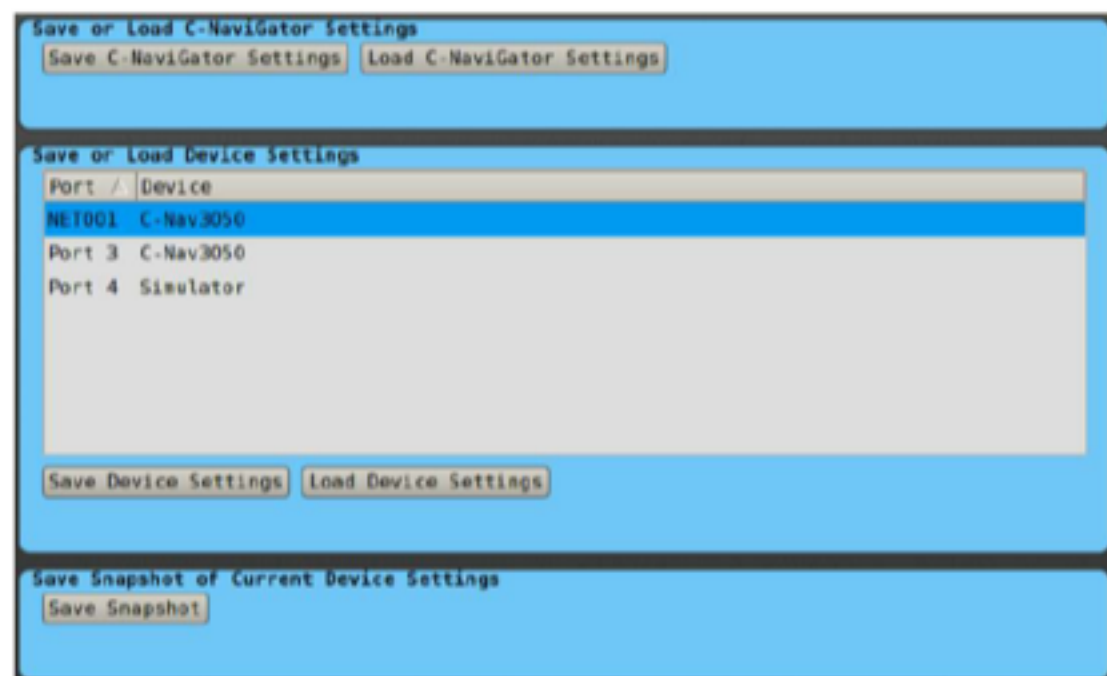 Save or Load C-NaviGator Settings
Save C-NaviGator Settings Load C-NaviGator Settings
Save or Load Device Settings
Port Device
NET001 C-Nav3050
Port 3 C-Nav3050
Port 4 Simulator
Save Device Settings Load Device Settings
Save Snapshot of Current Device Settings
Save Snapshot